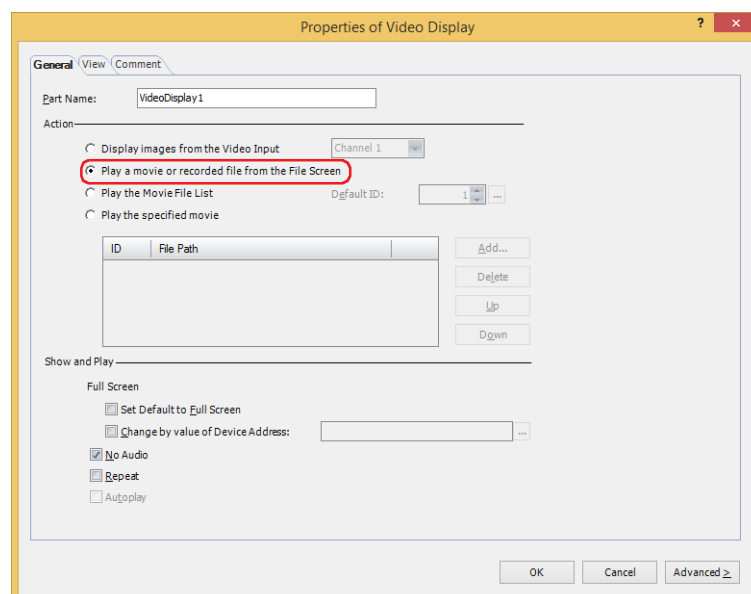 Properties of Video Display
? ×
General View Comment
Part Name: VideoDisplay1
Action
Display images from the Video Input Channel 1
Play a movie or recorded file from the File Screen
Play the Movie File List Default ID: 1 ...
Play the specified movie
ID File Path Add...
Delete
Up
Down
Show and Play
Full Screen
Set Default to Full Screen
Change by value of Device Address: ...
No Audio
Repeat
Autoplay
OK Cancel Advanced >